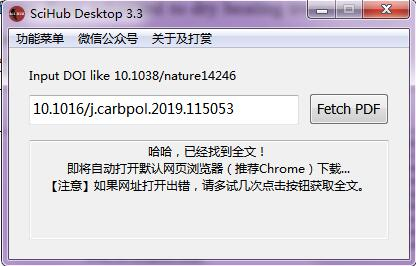 SciHub Desktop 3.3
功能菜单 微信公众号 关于及打赏
Input DOI like 10.1038/nature14246
10.1016/j.carbpol.2019.115053 Fetch PDF
哈哈，已经找到全文！
即将自动打开默认网页浏览器（推荐Chrome）下载...
【注意】如果网址打开出错，请多试几次点击按钮获取全文。